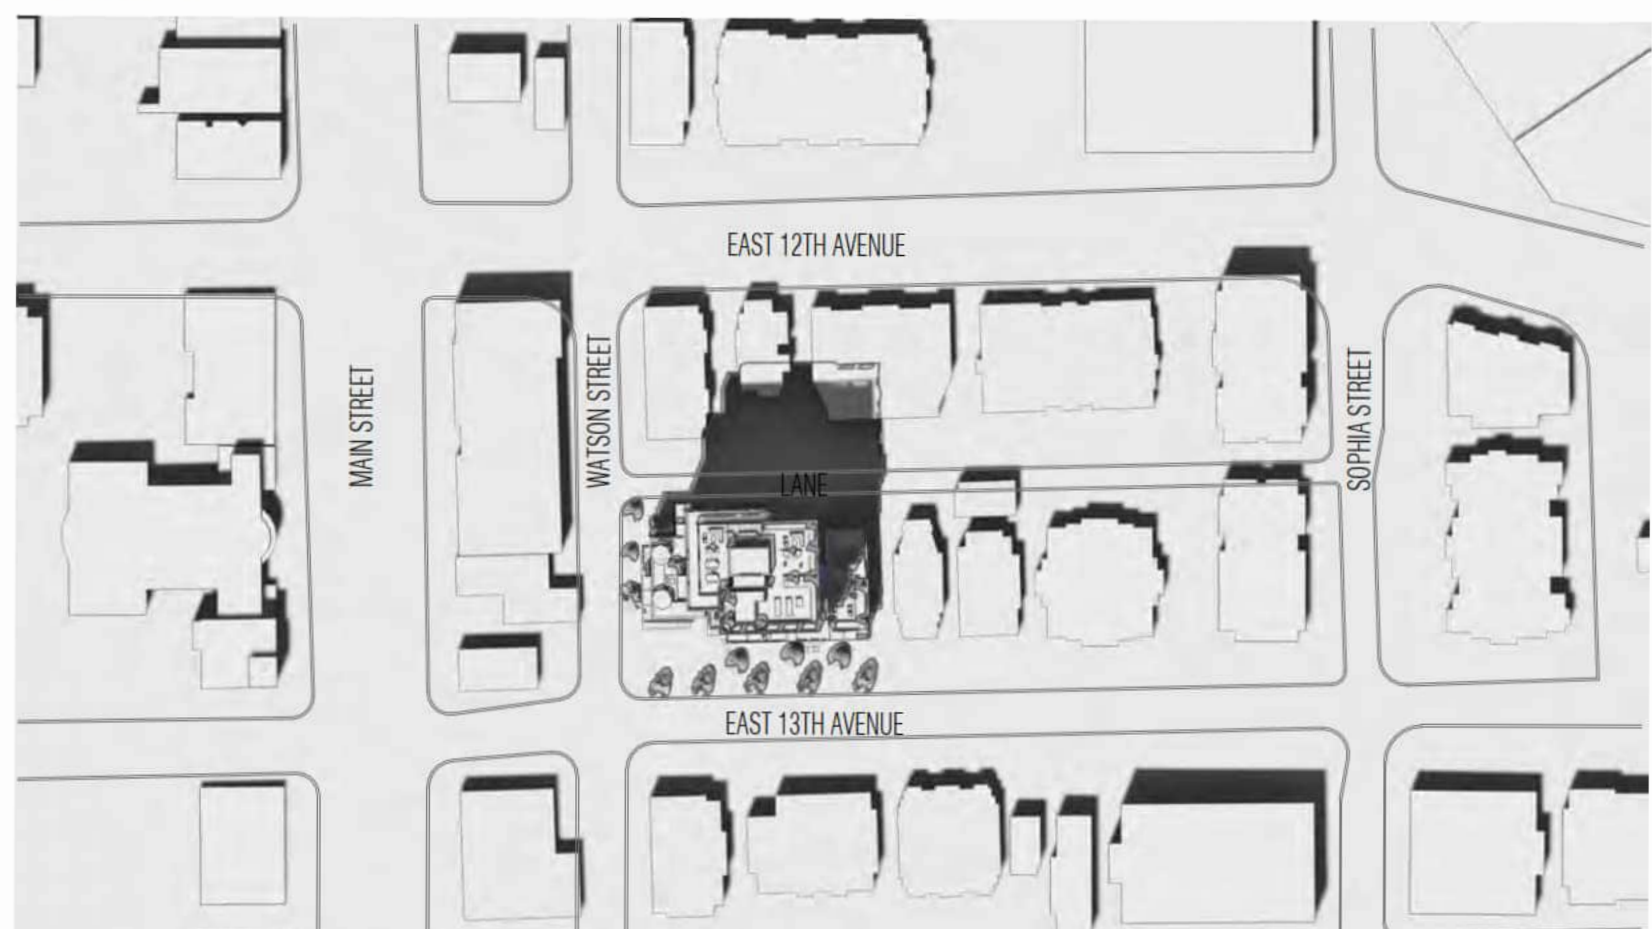 EAST 12TH AVENUE
MAIN STREET
WATSON STREET
SOPHIA STREET
LANE
EAST 13TH AVENUE